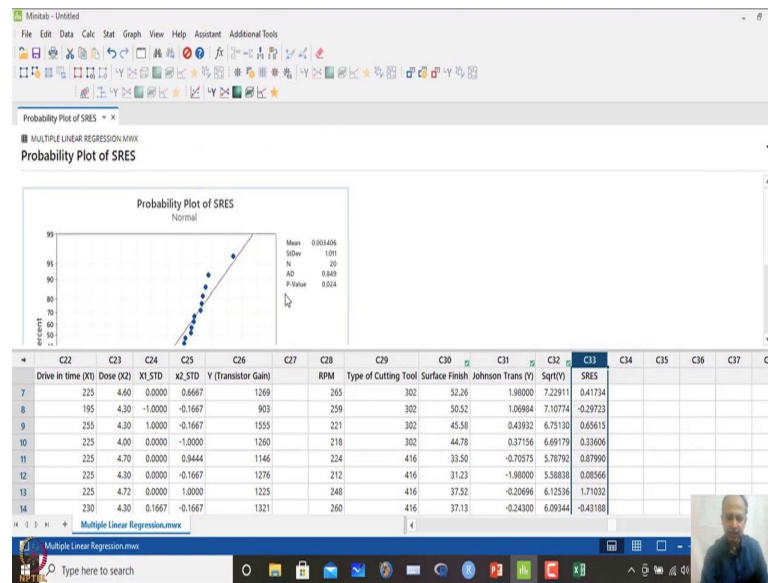 Minitab - Untitled
File Edit Data Calc Stat Graph View Help Assistant Additional Tools
Probability Plot of SRES
MULTIPLE LINEAR REGRESSION.MWX
Probability Plot of SRES
Probability Plot of SRES
Normal
99
95
90
80
70
60
50
Mean 0.003406
StDev 1.011
N 20
AD 0.849
P-Value 0.024
C22 C23 C24 C25 C26 C27 C28 C29 C30 C31 C32 C33 C34 C35 C36 C37
Drive in time (X1) Dose (X2) X1_STD x2_STD Y (Transistor Gain) RPM Type of Cutting Tool Surface Finish Johnson Trans (Y) Sqrt(Y) SRES
7 225 4.60 0.0000 0.6667 1269 265 302 52.26 1.98000 7.22911 0.41734
8 195 4.30 -1.0000 -0.1667 903 259 302 50.52 1.06984 7.10774 -0.29723
9 255 4.30 1.0000 -0.1667 1555 221 302 45.58 0.43932 6.75130 0.65615
10 225 4.00 0.0000 -1.0000 1260 218 302 44.78 0.37156 6.69179 0.33606
11 225 4.70 0.0000 0.9444 1146 224 416 33.50 -0.70575 5.78792 0.87990
12 225 4.30 0.0000 -0.1667 1276 212 416 31.23 -1.98000 5.58838 0.08566
13 225 4.72 0.0000 1.0000 1225 248 416 37.52 -0.20696 6.12536 1.71032
14 230 4.30 0.1667 -0.1667 1321 260 416 37.13 -0.24300 6.09344 -0.43188
Multiple Linear Regression.mwx
Multiple Linear Regression.mwx
NPTEL
Type here to search